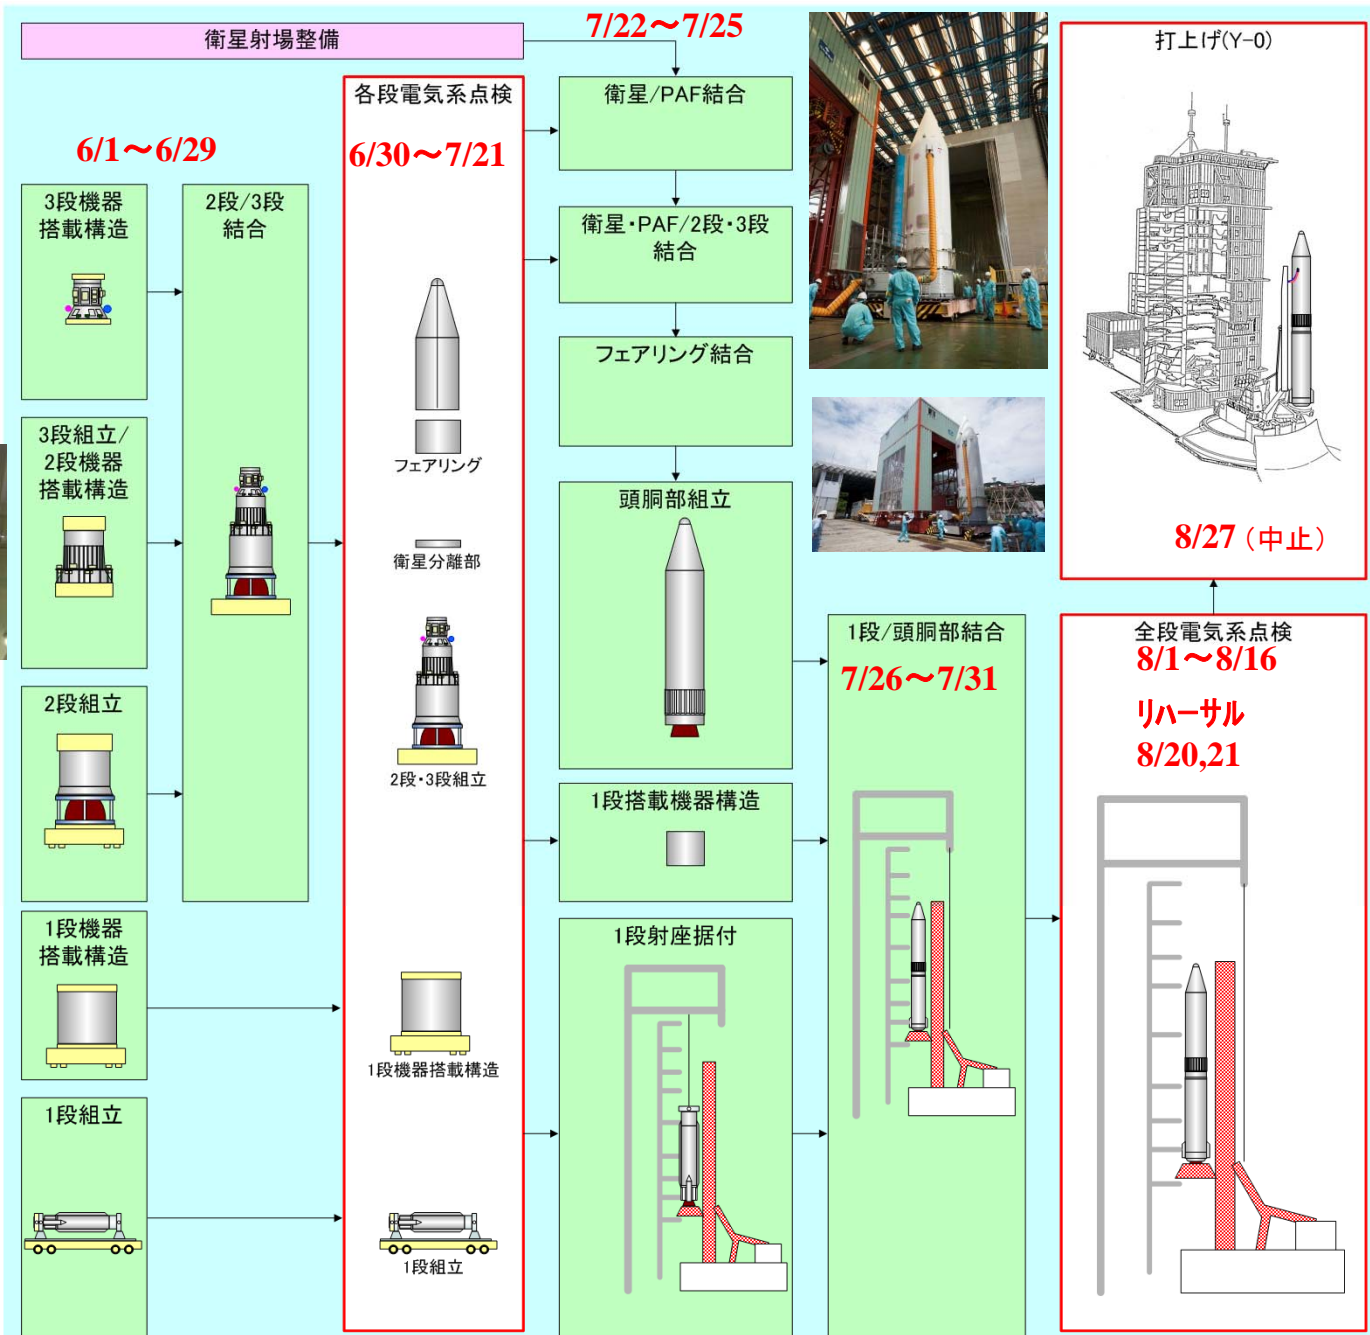 衛星射場整備
7/22～7/25
打上げ(Y-0)
各段電気系点検
衛星/PAF結合
6/1～6/29
6/30～7/21
3段機器
搭載構造
2段/3段
結合
衛星・PAF/2段・3段
結合
フェアリング結合
3段組立/
2段機器
搭載構造
フェアリング
頭胴部組立
8/27（中止）
衛星分離部
1段/頭胴部結合
7/26～7/31
全段電気系点検
8/1～8/16
リハーサル
8/20,21
2段組立
2段・3段組立
1段搭載機器構造
1段機器
搭載構造
1段射座据付
1段機器搭載構造
1段組立
1段組立